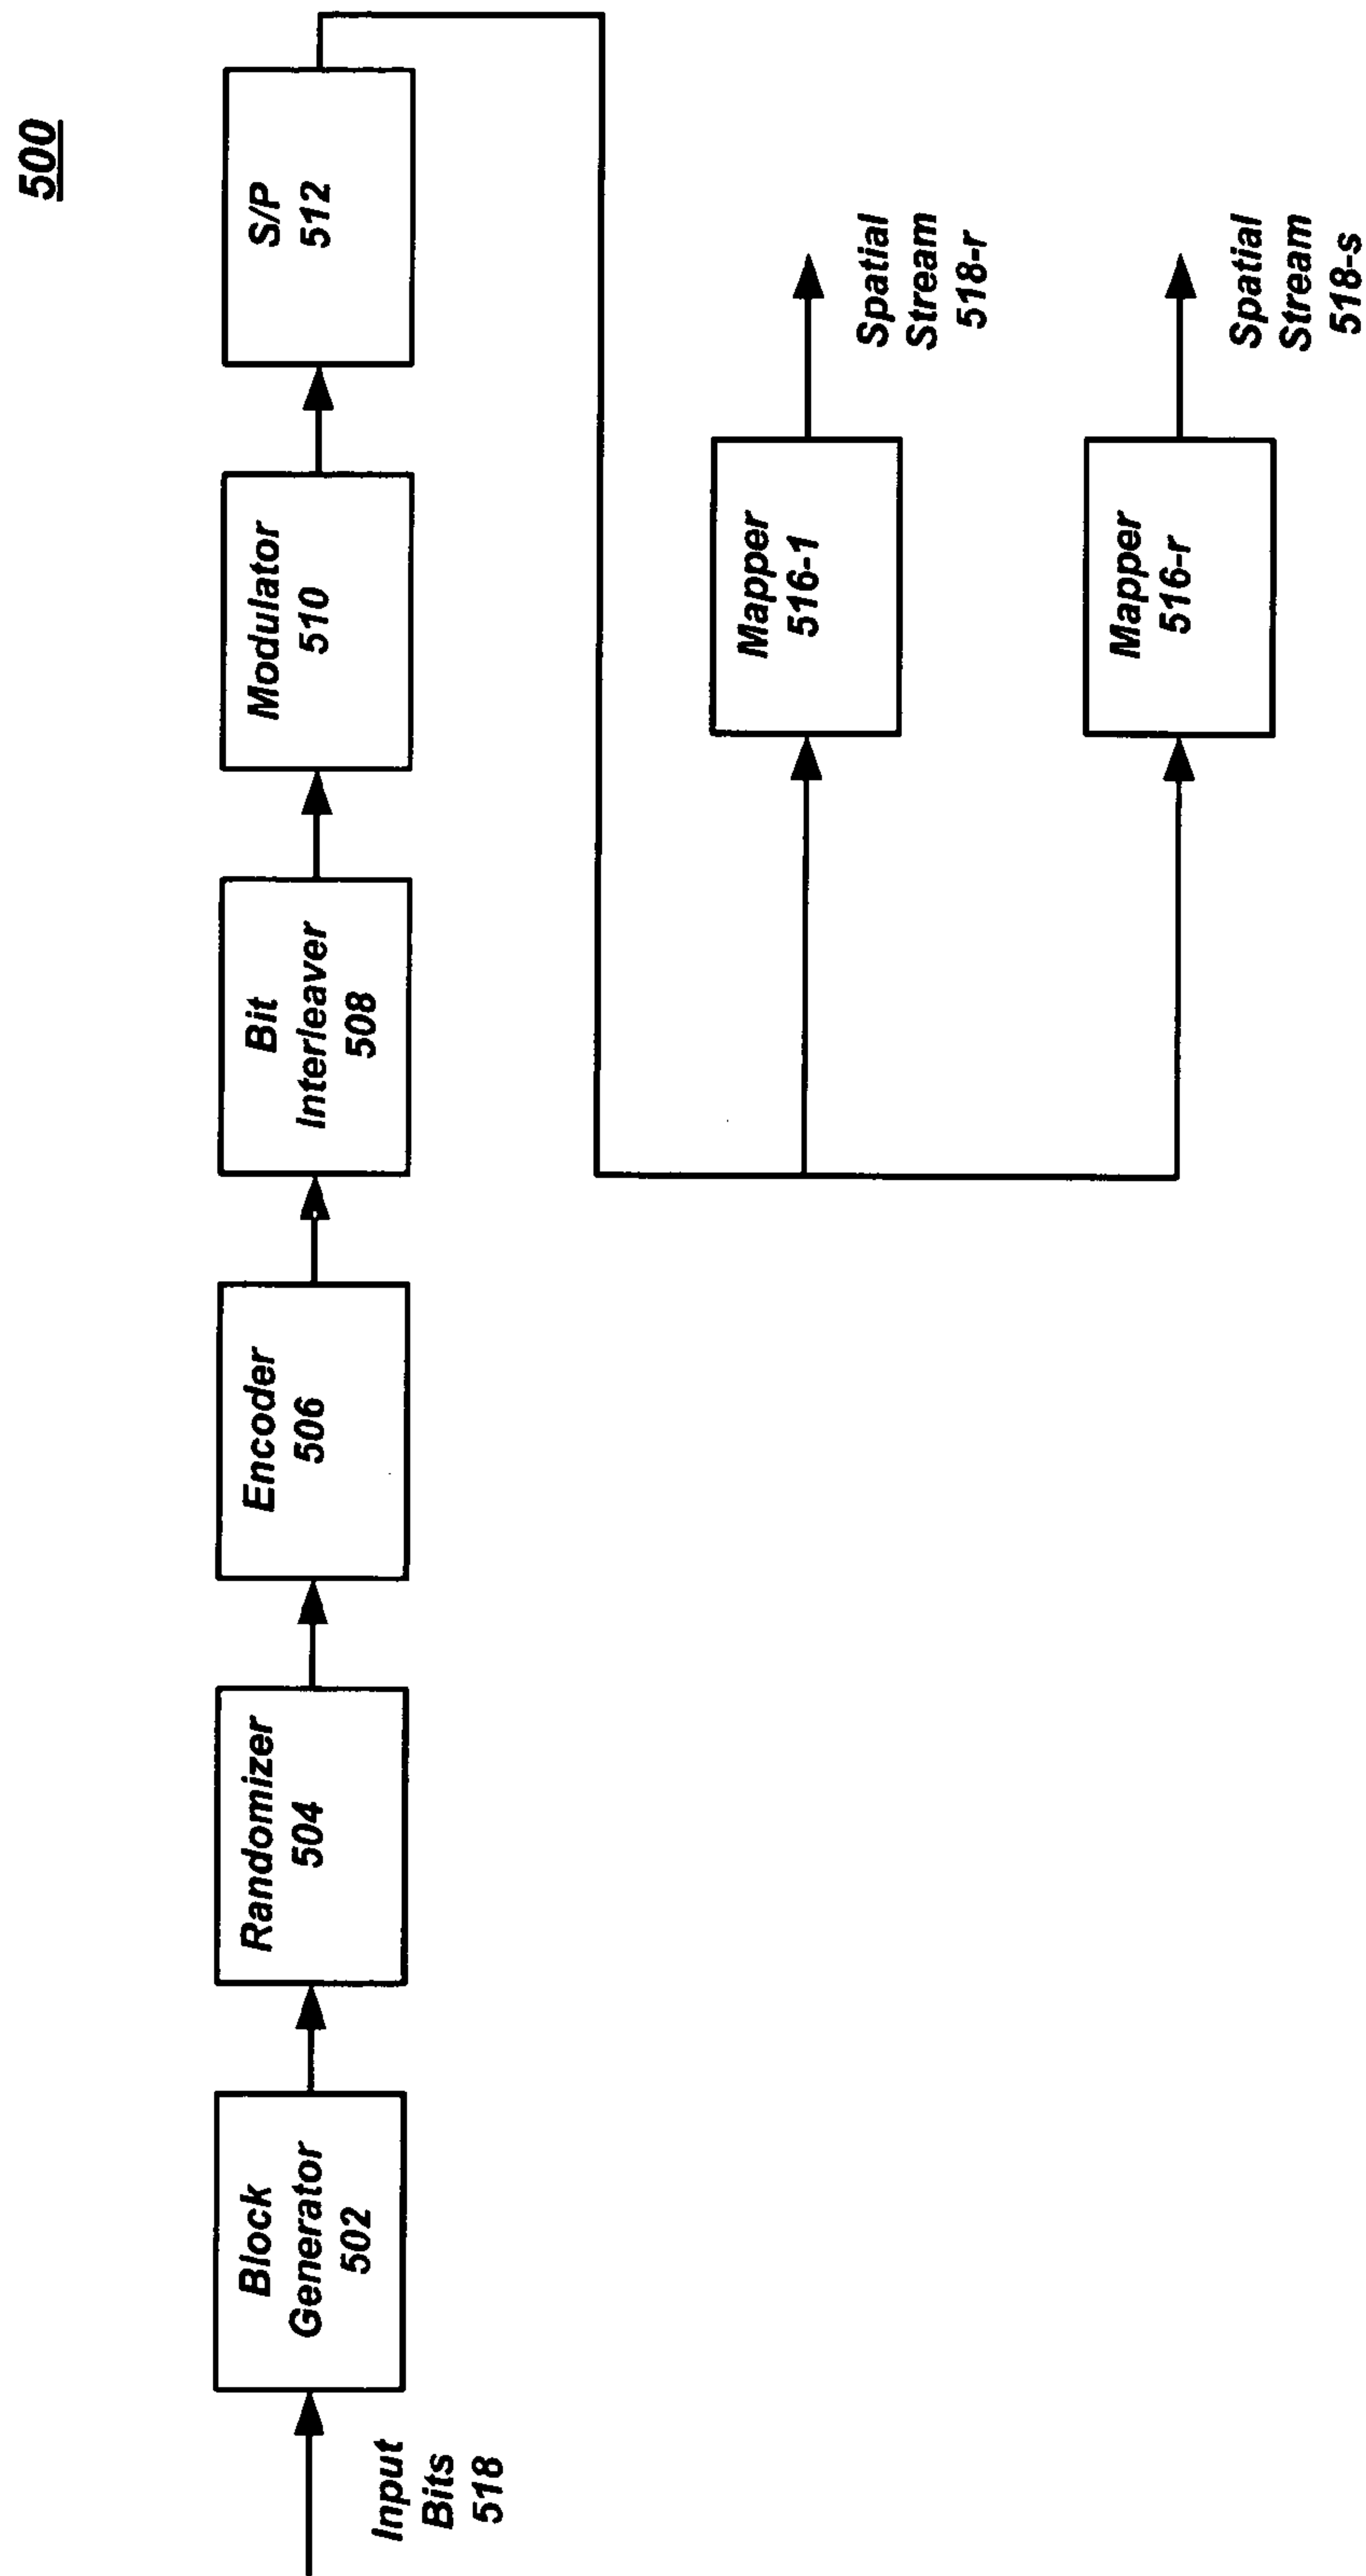 500
Input
Bits
518
Block
Generator
502
Randomizer
504
Encoder
506
Bit
Interleaver
508
Modulator
510
S/P
512
Mapper
516-1
Spatial
Stream
518-r
Mapper
516-r
Spatial
Stream
518-s